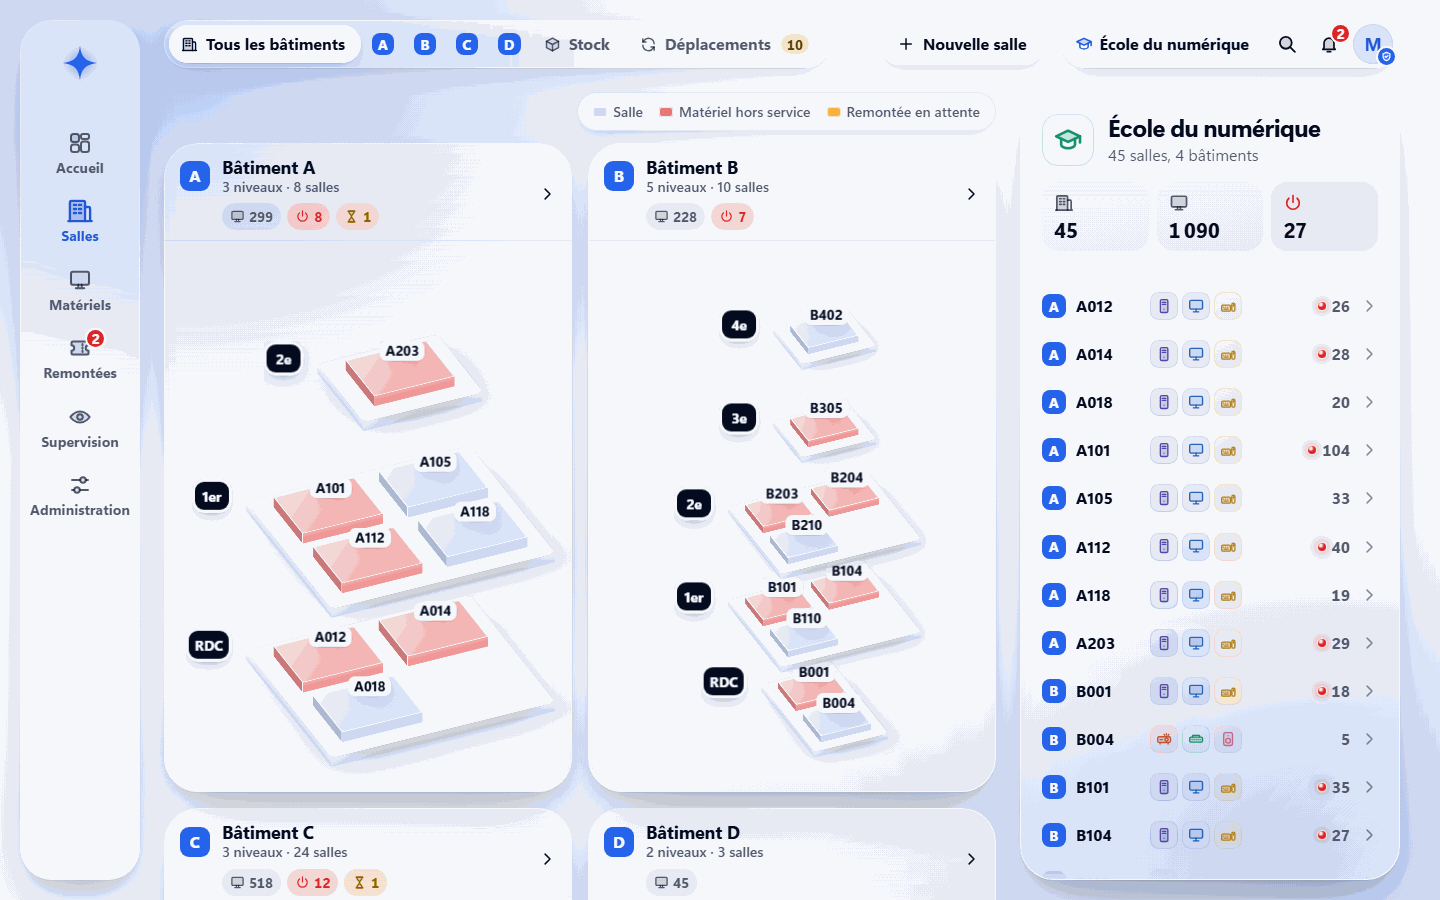 Tous les bâtiments
A
B
C
D
Stock
Déplacements
10
Nouvelle salle
École du numérique
2
M
Accueil
Salles
Matériels
2
Remontées
Supervision
Administration
Salle
Matériel hors service
Remontée en attente
A
Bâtiment A
3 niveaux · 8 salles
299
8
1
2e
A203
1er
A105
A101
A118
A112
RDC
A014
A012
A018
B
Bâtiment B
5 niveaux · 10 salles
228
7
4e
B402
3e
B305
2e
B204
B203
B210
1er
B104
B101
B110
RDC
B001
B004
C
Bâtiment C
3 niveaux · 24 salles
518
12
1
D
Bâtiment D
2 niveaux · 3 salles
45
École du numérique
45 salles, 4 bâtiments
45
1 090
27
A A012 26
A A014 28
A A018 20
A A101 104
A A105 33
A A112 40
A A118 19
A A203 29
B B001 18
B B004 5
B B101 35
B B104 27